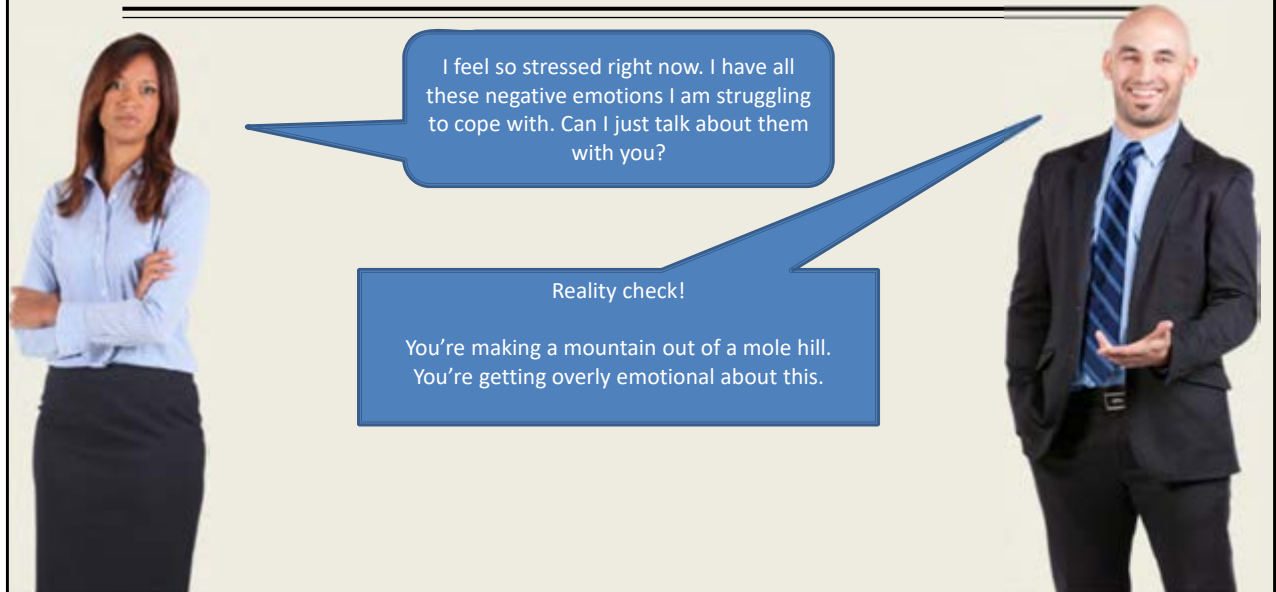 I feel so stressed right now. I have all
these negative emotions I am struggling
to cope with. Can I just talk about them
with you?
Reality check!
You’re making a mountain out of a mole hill.
You’re getting overly emotional about this.